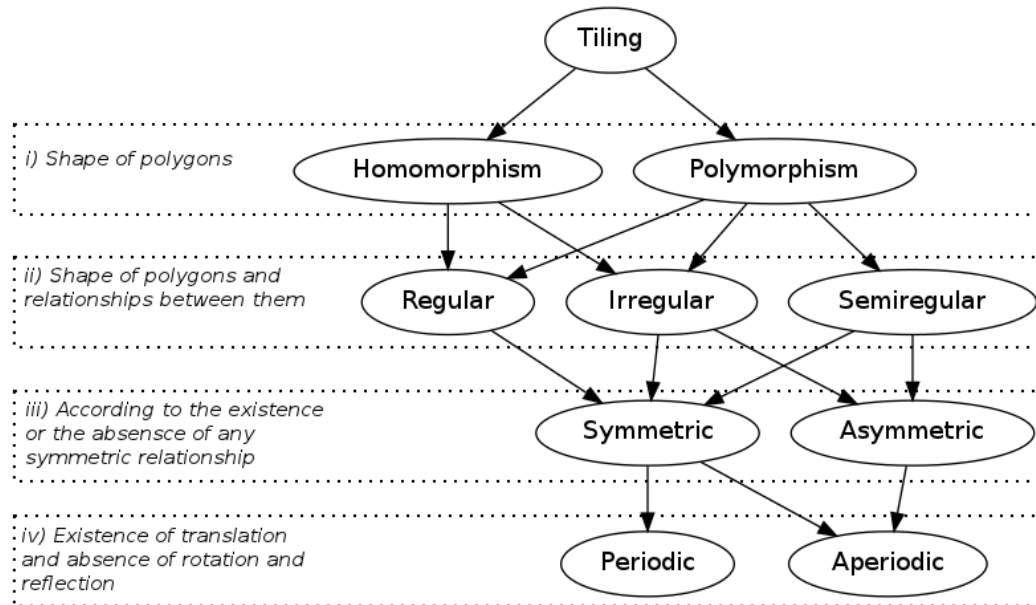 Tiling
i) Shape of polygons
Homomorphism
Polymorphism
ii) Shape of polygons and
relationships between them
Regular
Irregular
Semiregular
iii) According to the existence
or the absensce of any
symmetric relationship
Symmetric
Asymmetric
iv) Existence of translation
and absence of rotation and
reflection
Periodic
Aperiodic